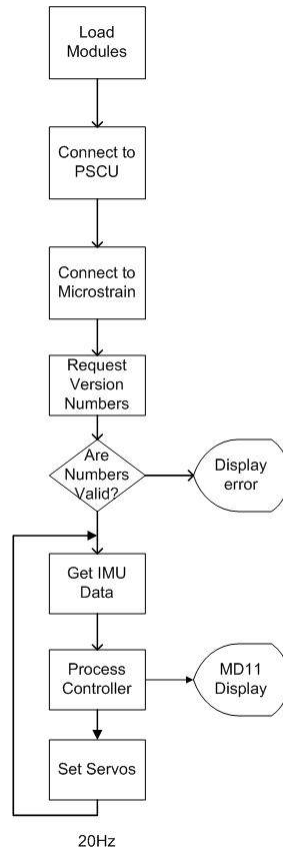 Load
Modules
Connect to
PSCU
Connect to
Microstrain
Request
Version
Numbers
Are
Numbers
Valid?
Display
error
Get IMU
Data
Process
Controller
MD11
Display
Set Servos
20Hz